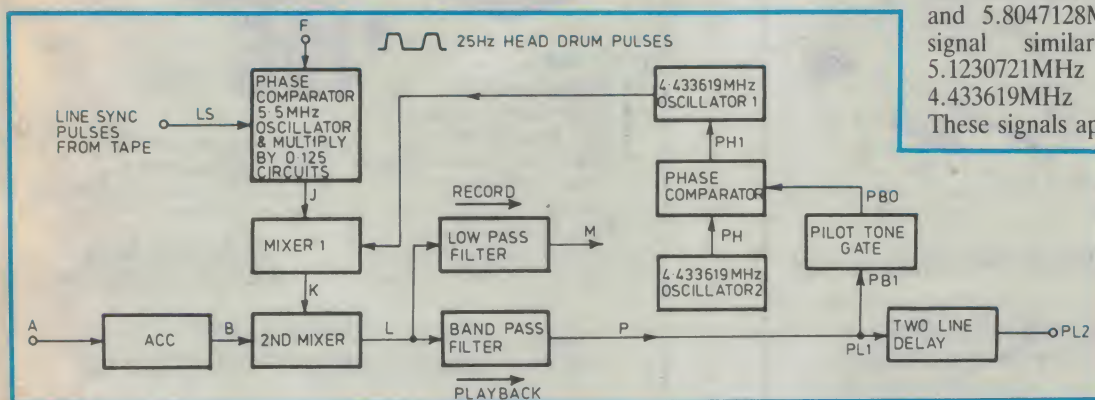 F
25Hz HEAD DRUM PULSES
LINE SYNC
PULSES
FROM TAPE
LS
PHASE
COMPARATOR
5·5MHz
OSCILLATOR
& MULTIPLY
BY 0·125
CIRCUITS
J
MIXER 1
K
A
ACC
B
2ND MIXER
L
RECORD
LOW PASS
FILTER
M
BAND PASS
FILTER
PLAYBACK
P
4·433619MHz
OSCILLATOR 1
PH1
PHASE
COMPARATOR
PH
4·433619MHz
OSCILLATOR2
PB0
PILOT TONE
GATE
PB1
PL1
TWO LINE
DELAY
PL2
and 5.8047128M
signal similar
5.1230721MHz
4.433619MHz
These signals ap